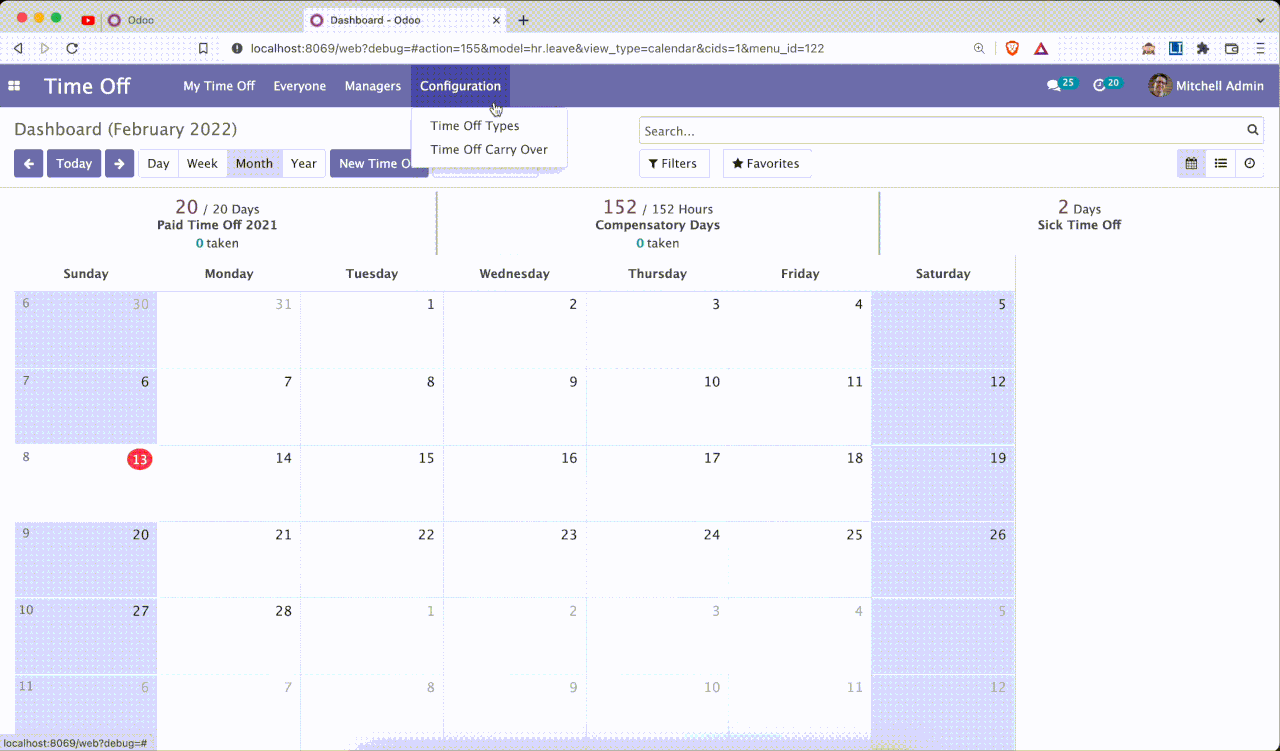 Odoo
Dashboard - Odoo
localhost:8069/web?debug=#action=155&model=hr.leave&view_type=calendar&cids=1&menu_id=122
Time Off My Time Off Everyone Managers Configuration 25 20 Mitchell Admin
Time Off Types
Time Off Carry Over
Dashboard (February 2022)
Search...
Today Day Week Month Year New Time O
Filters Favorites
20 / 20 Days
Paid Time Off 2021
0 taken
152 / 152 Hours
Compensatory Days
0 taken
2 Days
Sick Time Off
Sunday Monday Tuesday Wednesday Thursday Friday Saturday
6 30 31 1 2 3 4 5
7 6 7 8 9 10 11 12
8 13 14 15 16 17 18 19
9 20 21 22 23 24 25 26
10 27 28 1 2 3 4 5
11 6 7 8 9 10 11 12
localhost:8069/web?debug=#